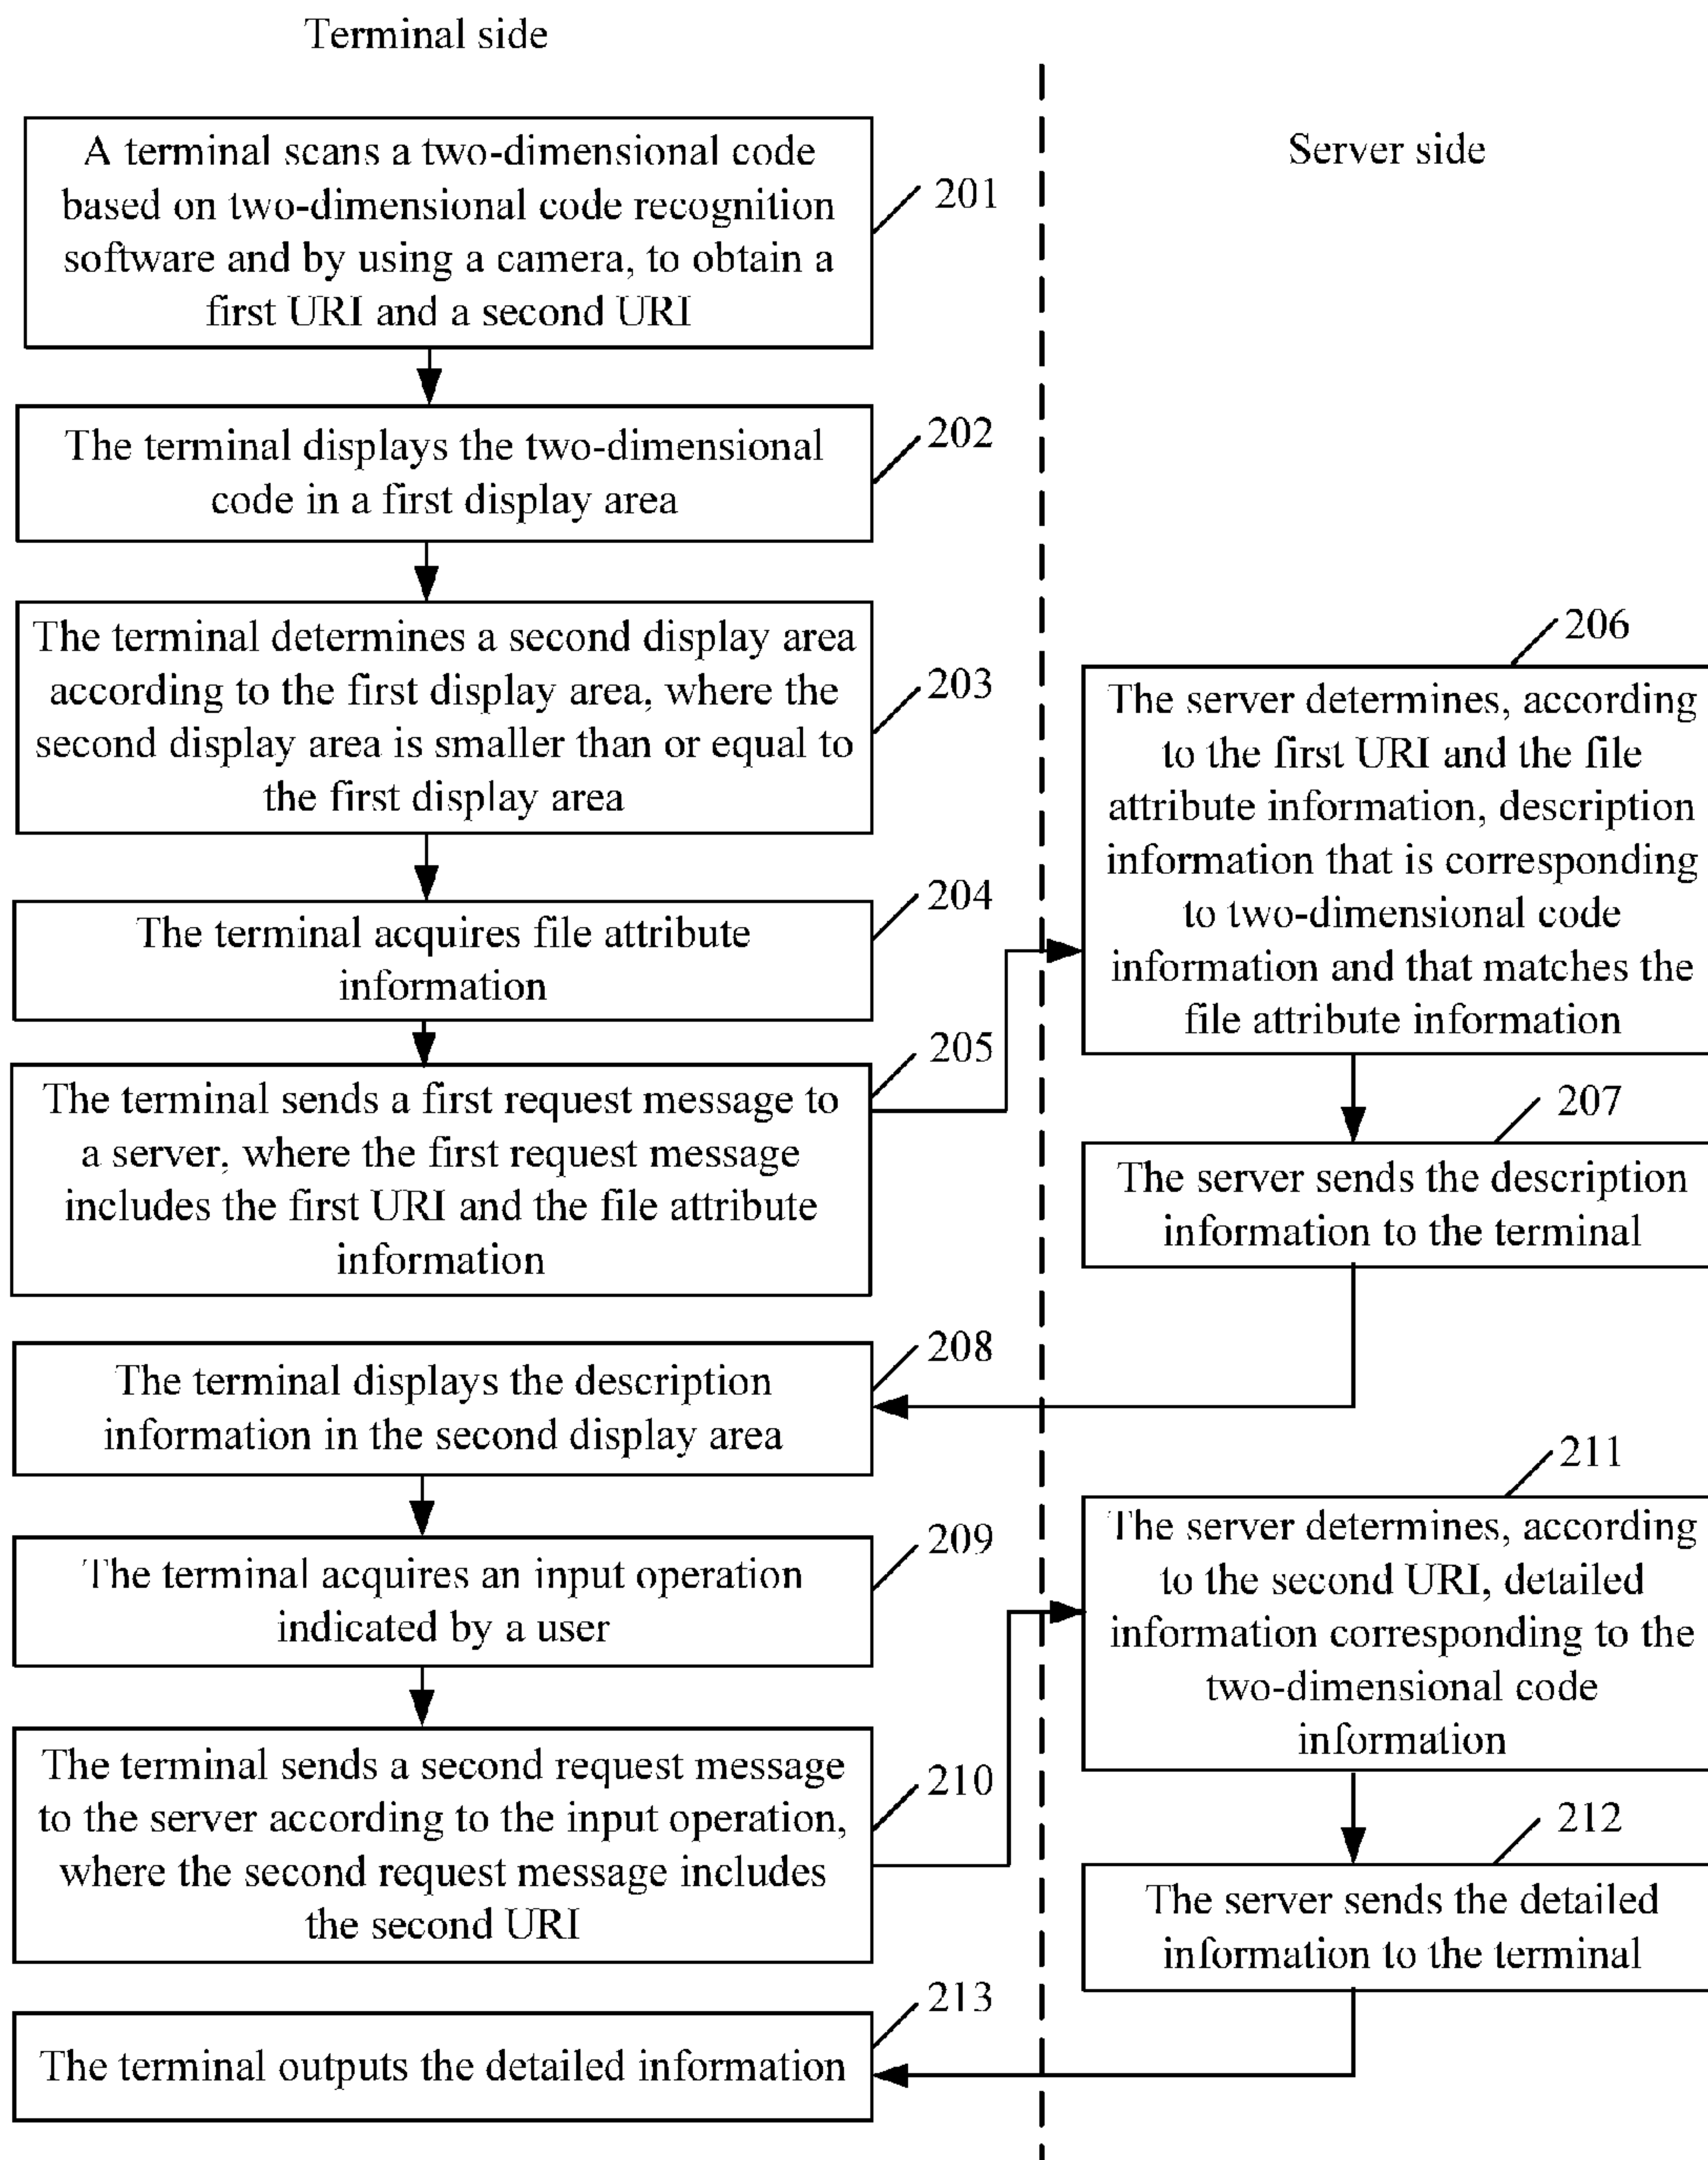 Terminal side
Server side
A terminal scans a two-dimensional code
based on two-dimensional code recognition
software and by using a camera, to obtain a
first URI and a second URI
201
The terminal displays the two-dimensional
code in a first display area
202
The terminal determines a second display area
according to the first display area, where the
second display area is smaller than or equal to
the first display area
203
The terminal acquires file attribute
information
204
The terminal sends a first request message to
a server, where the first request message
includes the first URI and the file attribute
information
205
206
The server determines, according
to the first URI and the file
attribute information, description
information that is corresponding
to two-dimensional code
information and that matches the
file attribute information
207
The server sends the description
information to the terminal
208
The terminal displays the description
information in the second display area
209
The terminal acquires an input operation
indicated by a user
210
The terminal sends a second request message
to the server according to the input operation,
where the second request message includes
the second URI
211
The server determines, according
to the second URI, detailed
information corresponding to the
two-dimensional code
information
212
The server sends the detailed
information to the terminal
213
The terminal outputs the detailed information